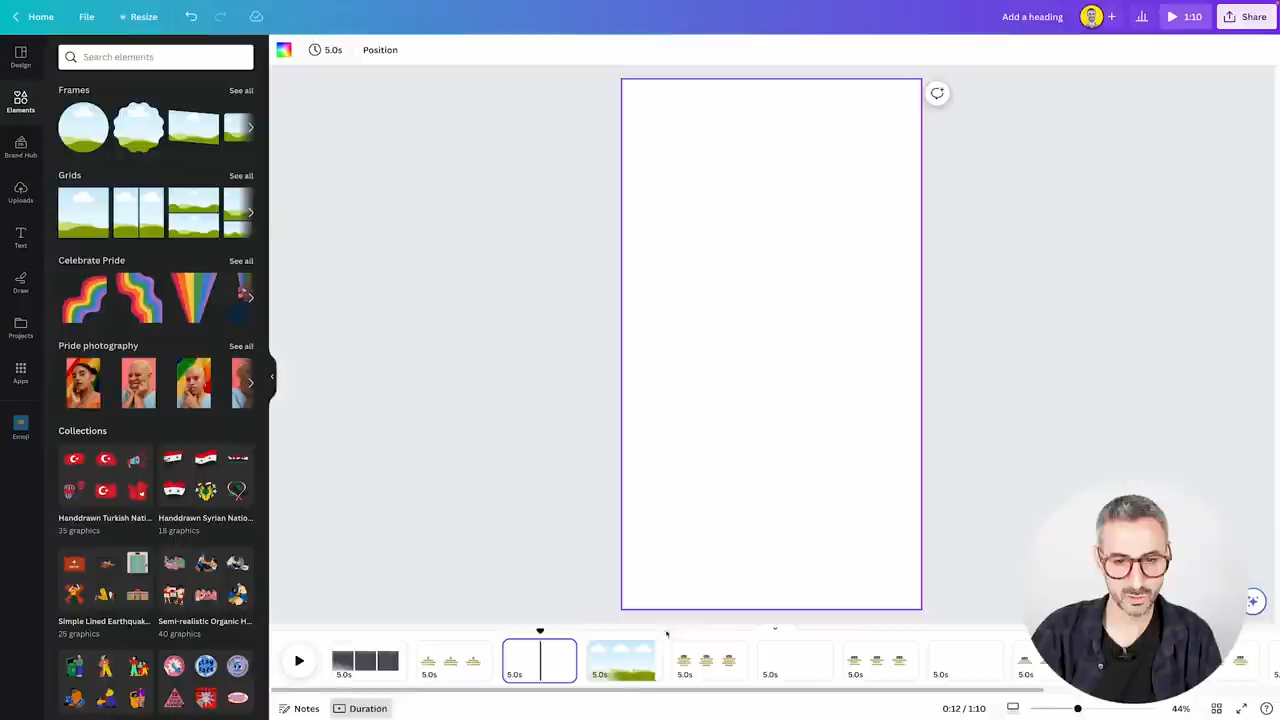 Home
File
Resize
Add a heading
1:10
Share
Design
Elements
Brand Hub
Uploads
Text
Draw
Projects
Apps
Emoji
Search elements
5.0s
Position
Frames
See all
Grids
See all
Celebrate Pride
See all
Pride photography
See all
Collections
Handdrawn Turkish Nati...
35 graphics
Handdrawn Syrian Natio...
18 graphics
Simple Lined Earthquak...
25 graphics
Semi-realistic Organic H...
40 graphics
5.0s
5.0s
5.0s
5.0s
5.0s
5.0s
5.0s
5.0s
5.0s
Notes
Duration
0:12 / 1:10
44%